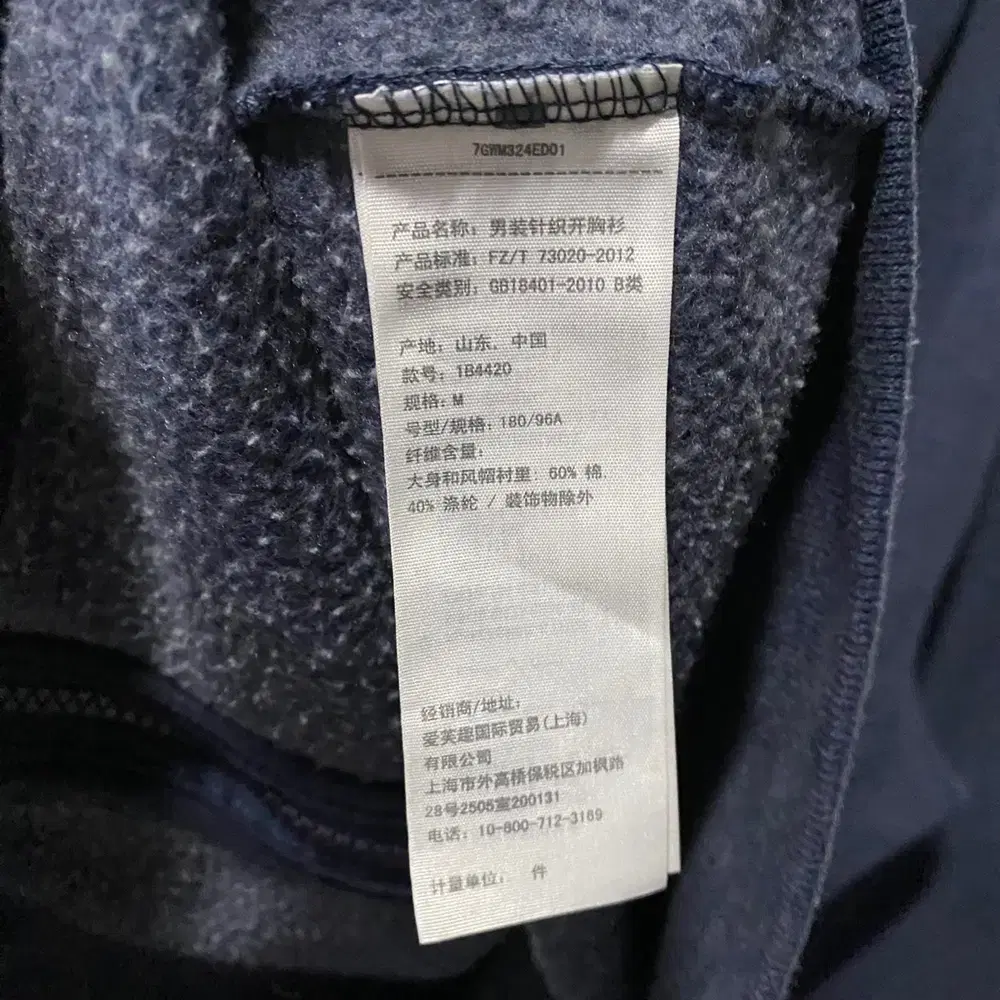 7GWM324ED01
产品名称: 男装针织开胸衫
产品标准: FZ/T 73020-2012
安全类别: GB18401-2010 B类
产地: 山东、中国
款号: 1B4420
规格: M
号型/规格: 180/96A
纤维含量:
大身和风帽衬里: 60% 棉,
40% 涤纶 / 装饰物除外
经销商/地址:
爱芙趣国际贸易(上海)
有限公司
上海市外高桥保税区加枫路
28号2505室200131
电话: 10-800-712-3169
计量单位: 件